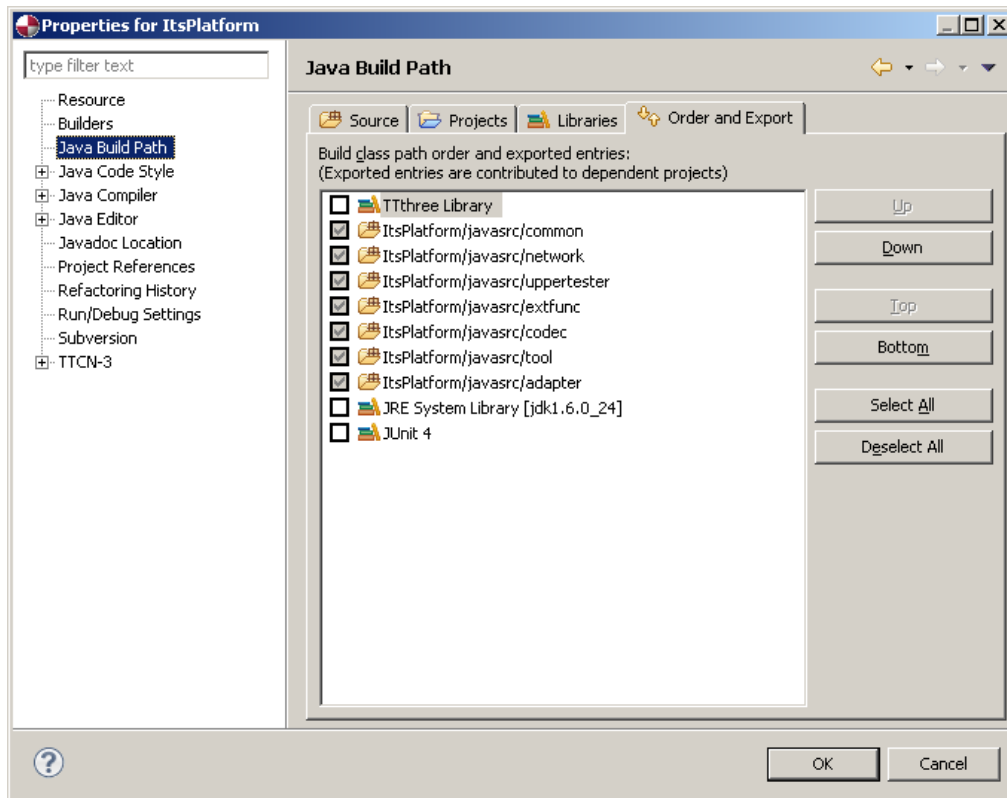 Properties for ItsPlatform
type filter text
Resource
Builders
Java Build Path
Java Code Style
Java Compiler
Java Editor
Javadoc Location
Project References
Refactoring History
Run/Debug Settings
Subversion
TTCN-3
Java Build Path
Source Projects Libraries Order and Export
Build class path order and exported entries:
(Exported entries are contributed to dependent projects)
TTthree Library
ItsPlatform/javasrc/common
ItsPlatform/javasrc/network
ItsPlatform/javasrc/uppertester
ItsPlatform/javasrc/extfunc
ItsPlatform/javasrc/codec
ItsPlatform/javasrc/tool
ItsPlatform/javasrc/adapter
JRE System Library [jdk1.6.0_24]
JUnit 4
Up
Down
Top
Bottom
Select All
Deselect All
OK Cancel